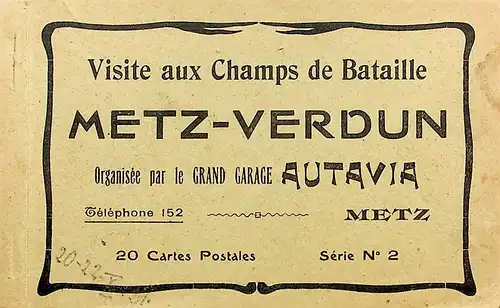 Visite aux Champs de Bataille
METZ-VERDUN
Organisée par le GRAND GARAGE AUTAVIA
Téléphone 152 METZ
20 Cartes Postales Série Nº 2